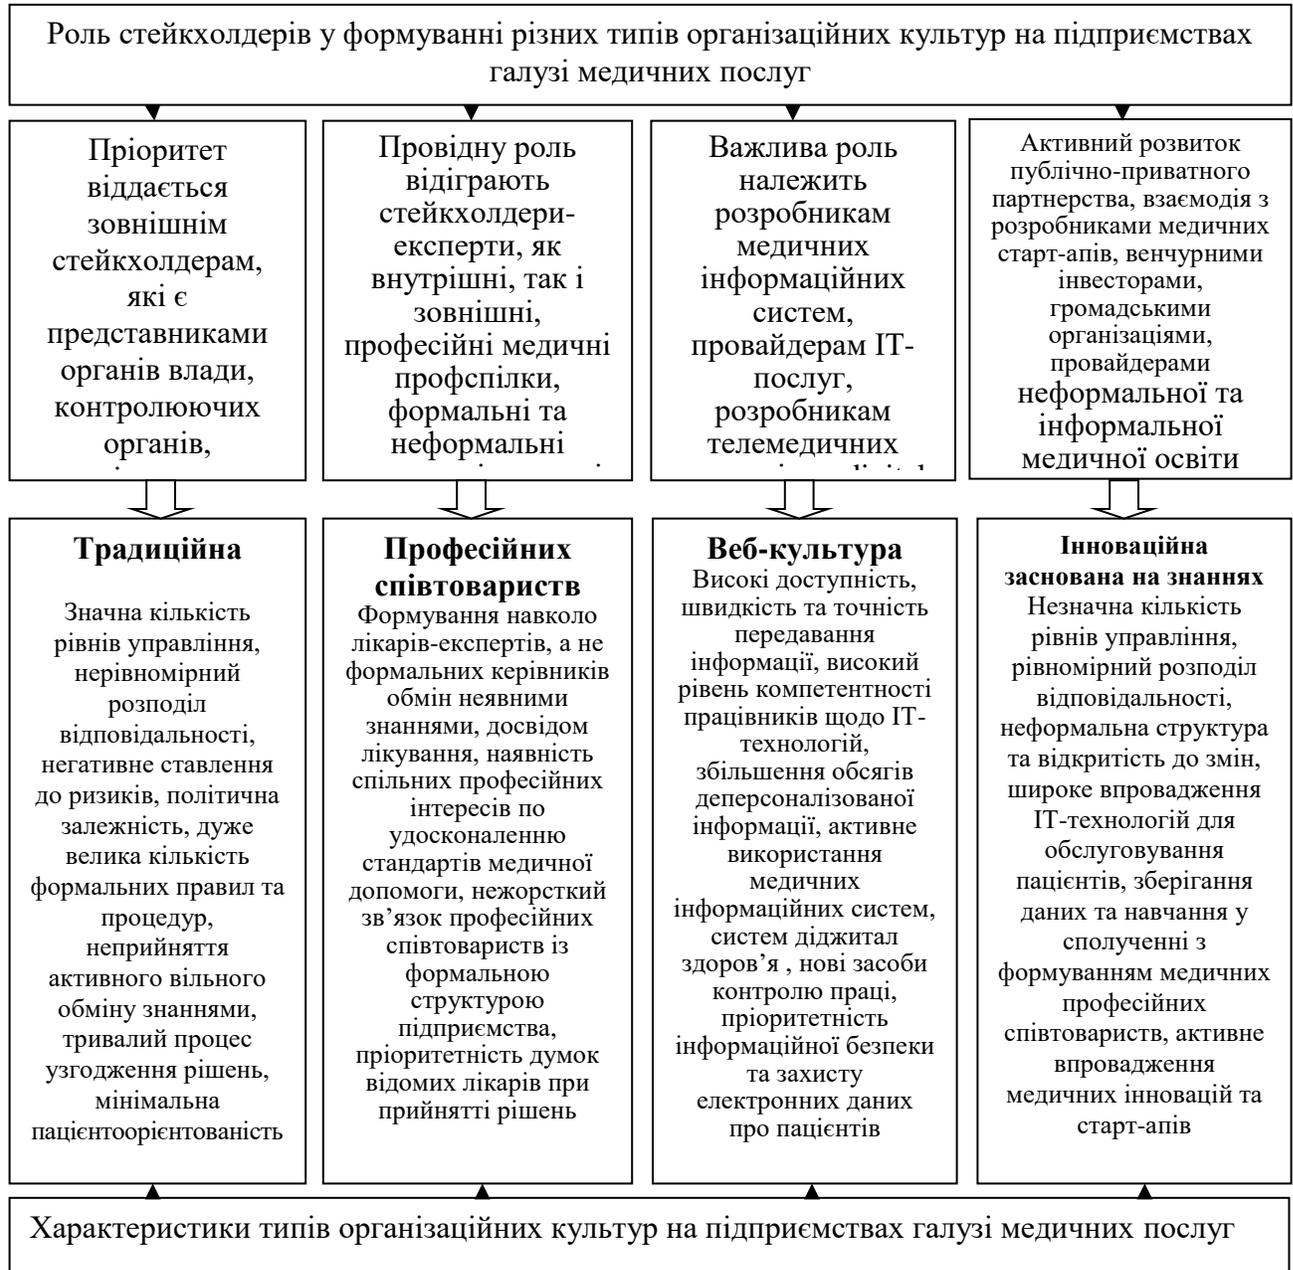 Роль стейкхолдерів у формуванні різних типів організаційних культур на підприємствах
галузі медичних послуг
Пріоритет
віддається
зовнішнім
стейкхолдерам,
які є
представниками
органів влади,
контролюючих
органів,
Провідну роль
відіграють
стейкхолдери-
експерти, як
внутрішні, так і
зовнішні,
професійні медичні
профспілки,
формальні та
неформальні
Важлива роль
належить
розробникам
медичних
інформаційних
систем,
провайдерам ІТ-
послуг,
розробникам
телемедичних
Активний розвиток
публічно-приватного
партнерства, взаємодія з
розробниками медичних
старт-апів, венчурними
інвесторами,
громадськими
організаціями,
провайдерами
неформальної та
інформальної
медичної освіти
Традиційна
Значна кількість
рівнів управління,
нерівномірний
розподіл
відповідальності,
негативне ставлення
до ризиків, політична
залежність, дуже
велика кількість
формальних правил та
процедур,
неприйняття
активного вільного
обміну знаннями,
тривалий процес
узгодження рішень,
мінімальна
пацієнтоорієнтованість
Професійних
співтовариств
Формування навколо
лікарів-експертів, а не
формальних керівників
обмін неявними
знаннями, досвідом
лікування, наявність
спільних професійних
інтересів по
удосконаленню
стандартів медичної
допомоги, нежорсткий
зв’язок професійних
співтовариств із
формальною
структурою
підприємства,
пріоритетність думок
відомих лікарів при
прийнятті рішень
Веб-культура
Високі доступність,
швидкість та точність
передавання
інформації, високий
рівень компетентності
працівників щодо ІТ-
технологій,
збільшення обсягів
деперсоналізованої
інформації, активне
використання
медичних
інформаційних систем,
систем діджитал
здоров’я , нові засоби
контролю праці,
пріоритетність
інформаційної безпеки
та захисту
електронних даних
про пацієнтів
Інноваційна
заснована на знаннях
Незначна кількість
рівнів управління,
рівномірний розподіл
відповідальності,
неформальна структура
та відкритість до змін,
широке впровадження
ІТ-технологій для
обслуговування
пацієнтів, зберігання
даних та навчання у
сполученні з
формуванням медичних
професійних
співтовариств, активне
впровадження
медичних інновацій та
старт-апів
Характеристики типів організаційних культур на підприємствах галузі медичних послуг